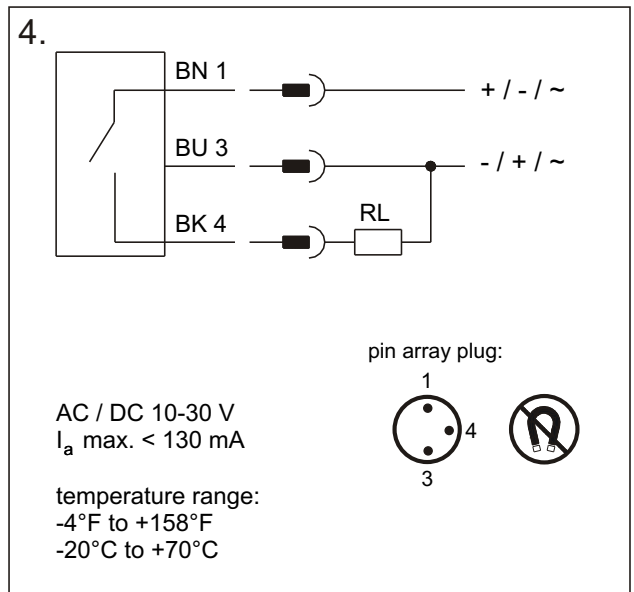 4.
BN 1
+ / - / ~
BU 3
- / + / ~
BK 4
RL
pin array plug:
1
4
3
AC / DC 10-30 V
Iₐ max. < 130 mA
temperature range:
-4°F to +158°F
-20°C to +70°C